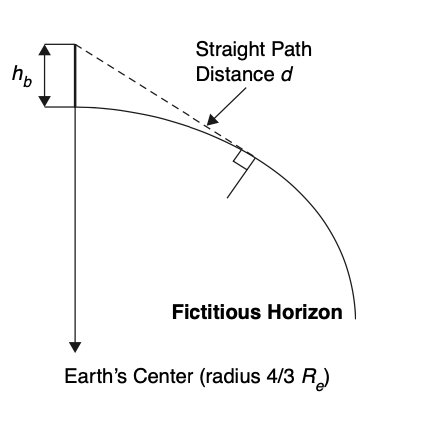 Straight Path
Distance d
h_b
Fictitious Horizon
Earth's Center (radius 4/3 R_e)